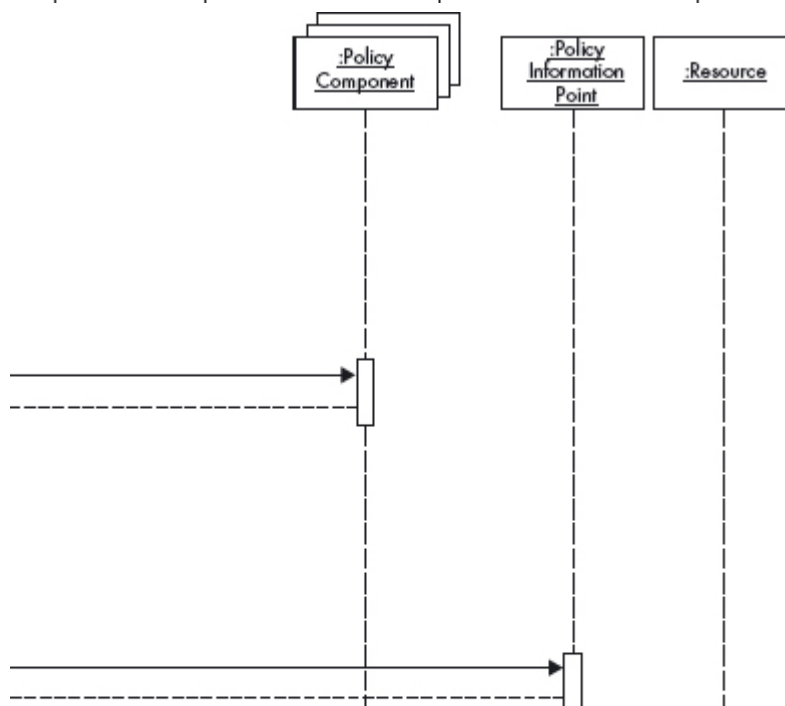 :Policy
Component
:Policy
Information
Point
:Resource